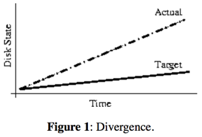 Actual
Disk State
Target
Time
Figure 1: Divergence.